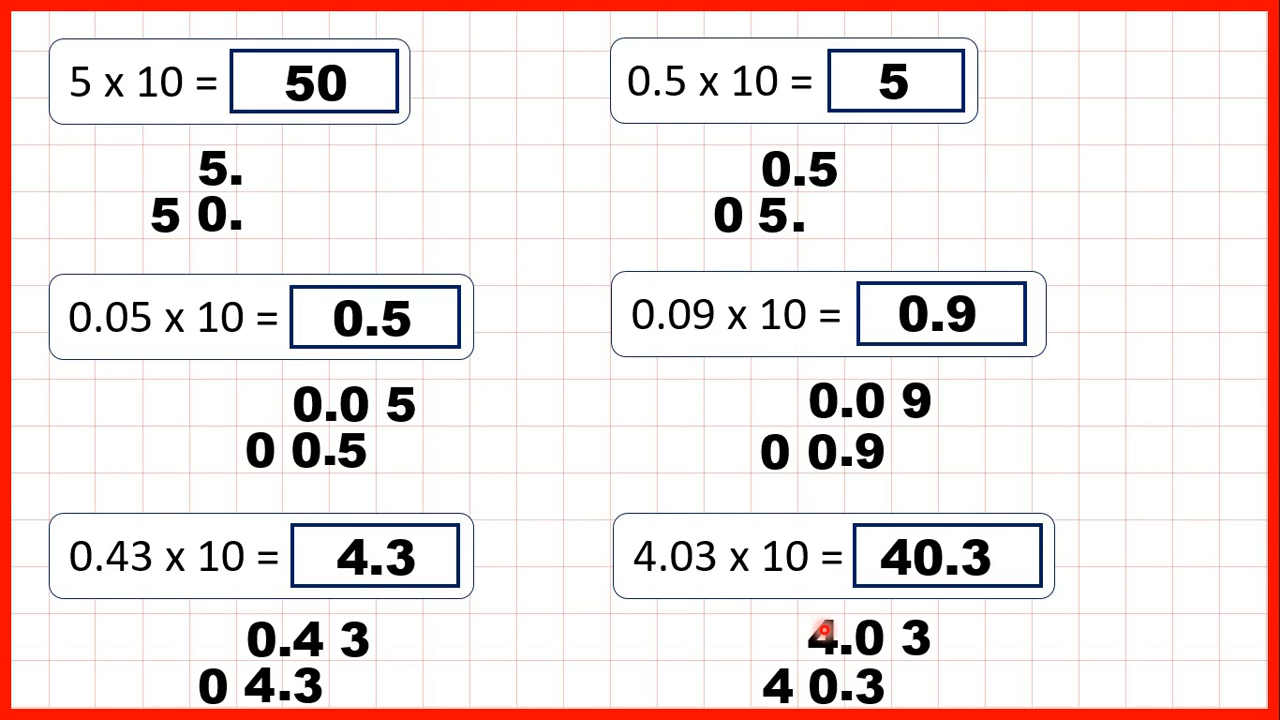 5 x 10 = 50
5.
5 0.
0.5 x 10 = 5
0.5
0 5.
0.05 x 10 = 0.5
0.0 5
0 0.5
0.09 x 10 = 0.9
0.0 9
0 0.9
0.43 x 10 = 4.3
0.4 3
0 4.3
4.03 x 10 = 40.3
4.0 3
4 0.3